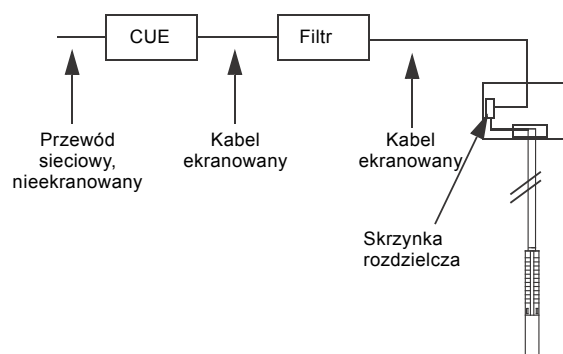 CUE
Filtr
Przewód
sieciowy,
nieekranowany
Kabel
ekranowany
Kabel
ekranowany
Skrzynka
rozdzielcza